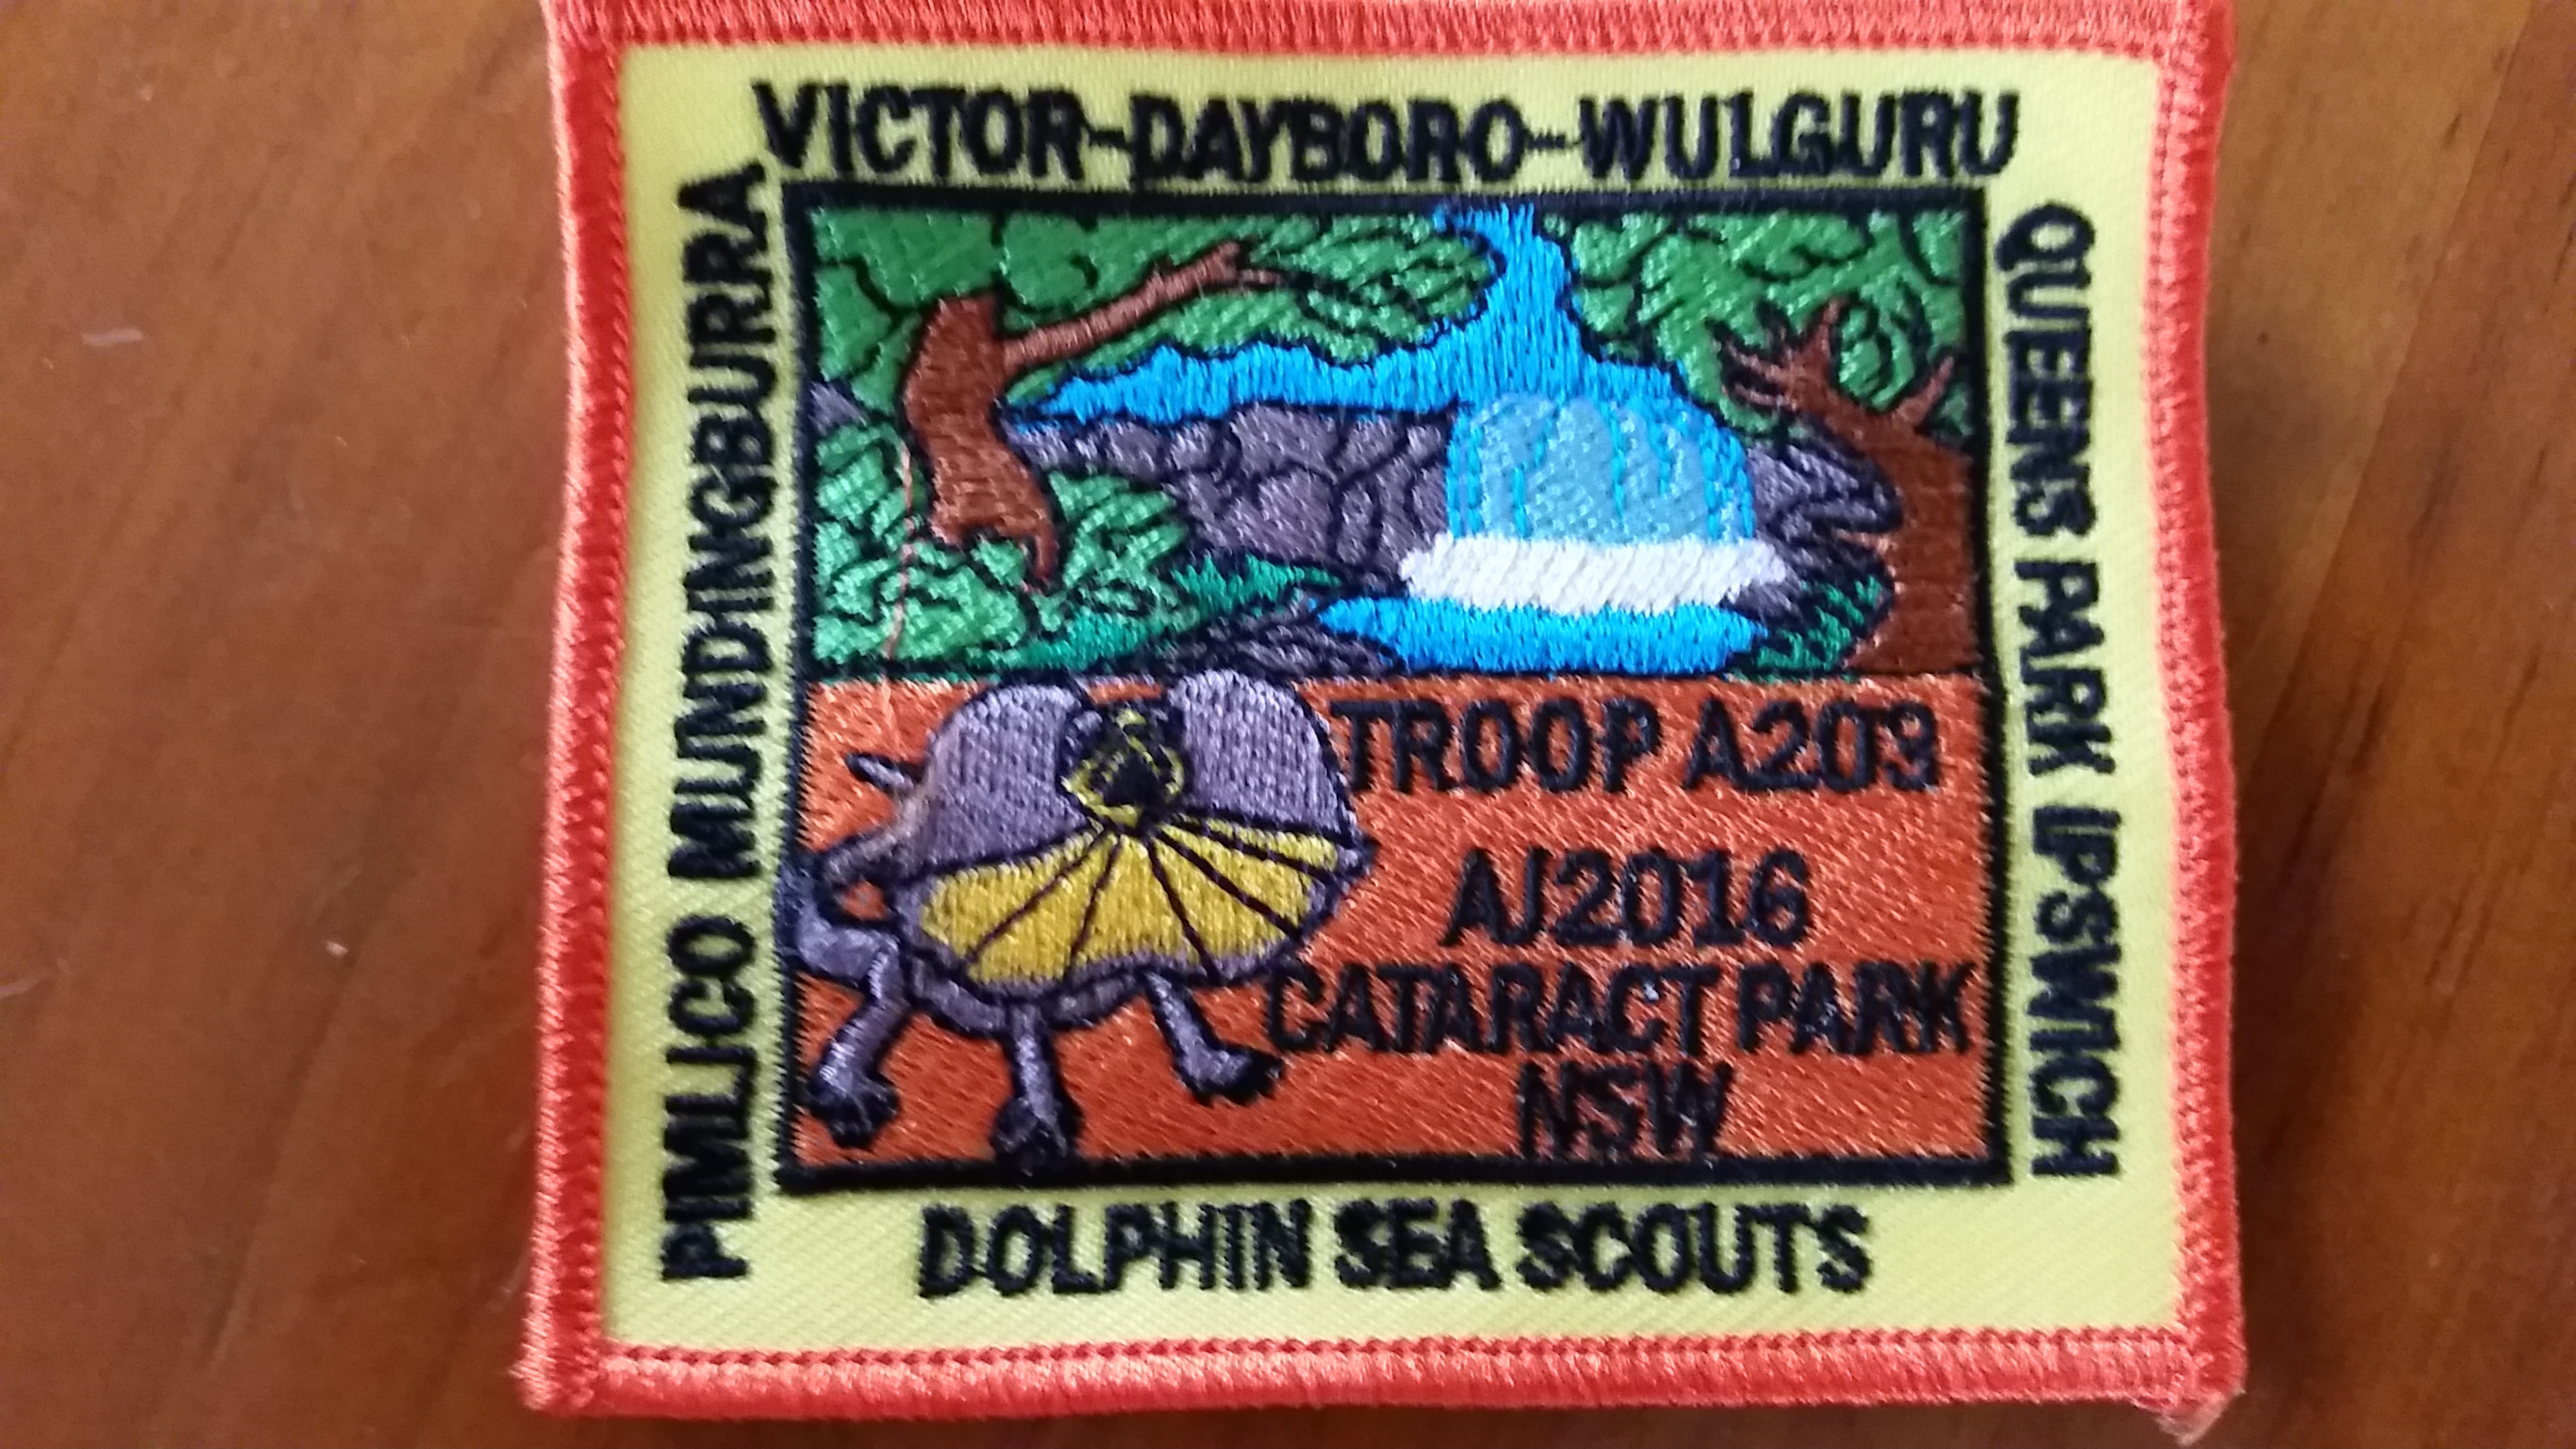 VICTOR-DAYBORO-WULGURU
PIMLICO MUNDINGBURRA
QUEENS PARK IPSWICH
TROOP A209
AJ2016
CATARACT PARK
NSW
DOLPHIN SEA SCOUTS